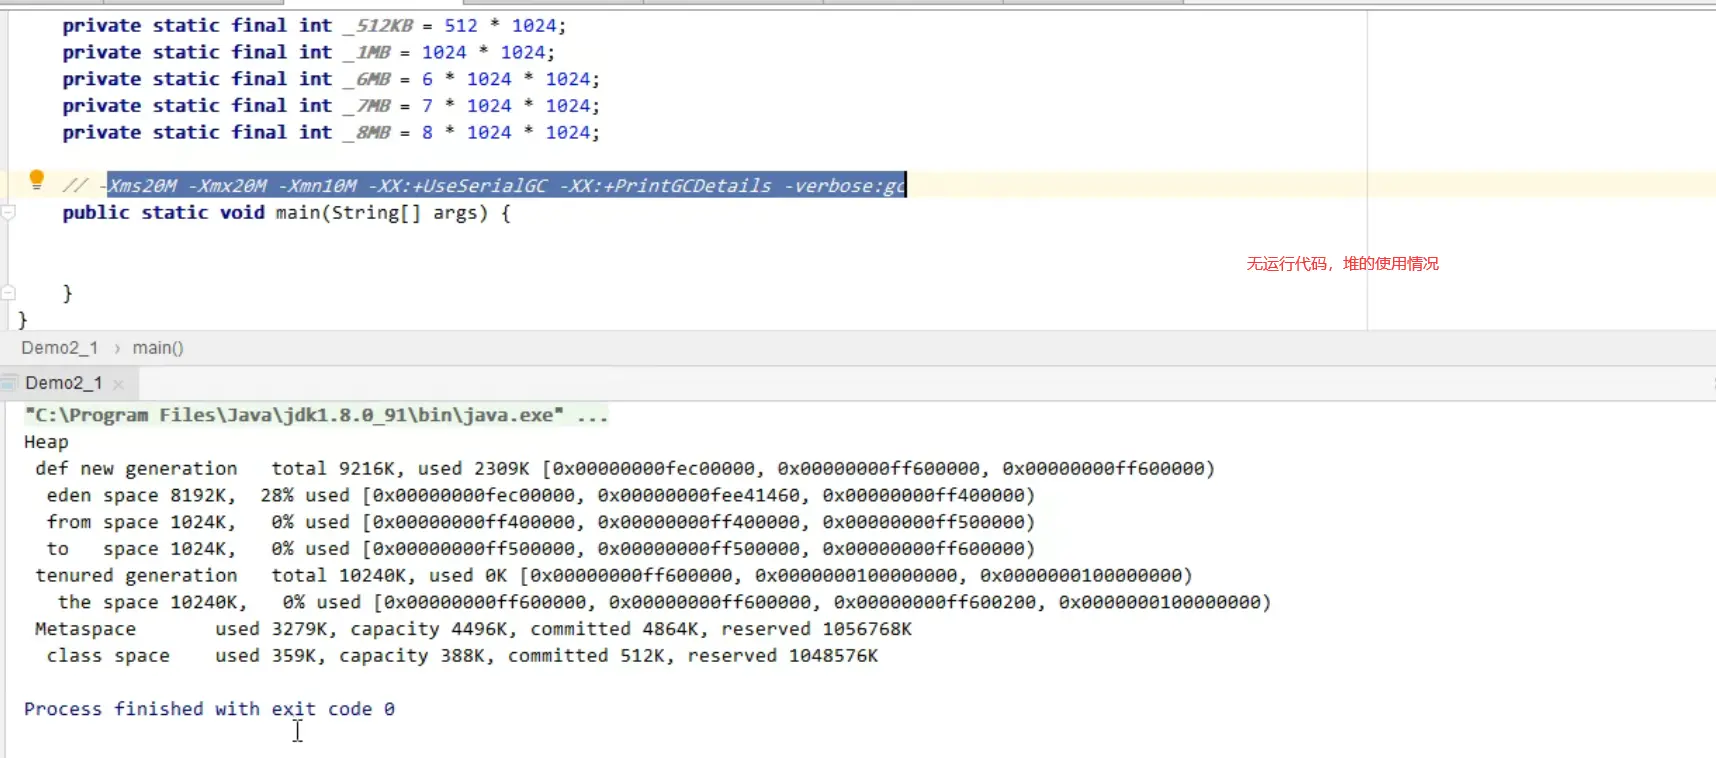 private static final int _512KB = 512 * 1024;
private static final int _1MB = 1024 * 1024;
private static final int _6MB = 6 * 1024 * 1024;
private static final int _7MB = 7 * 1024 * 1024;
private static final int _8MB = 8 * 1024 * 1024;
// -Xms20M -Xmx20M -Xmn10M -XX:+UseSerialGC -XX:+PrintGCDetails -verbose:gc
public static void main(String[] args) {
无运行代码，堆的使用情况
}
}
Demo2_1 › main()
Demo2_1 ×
"C:\Program Files\Java\jdk1.8.0_91\bin\java.exe" ...
Heap
def new generation total 9216K, used 2309K [0x00000000fec00000, 0x00000000ff600000, 0x00000000ff600000)
eden space 8192K, 28% used [0x00000000fec00000, 0x00000000fee41460, 0x00000000ff400000)
from space 1024K, 0% used [0x00000000ff400000, 0x00000000ff400000, 0x00000000ff500000)
to space 1024K, 0% used [0x00000000ff500000, 0x00000000ff500000, 0x00000000ff600000)
tenured generation total 10240K, used 0K [0x00000000ff600000, 0x0000000100000000, 0x0000000100000000)
the space 10240K, 0% used [0x00000000ff600000, 0x00000000ff600000, 0x00000000ff600200, 0x0000000100000000)
Metaspace used 3279K, capacity 4496K, committed 4864K, reserved 1056768K
class space used 359K, capacity 388K, committed 512K, reserved 1048576K
Process finished with exit code 0